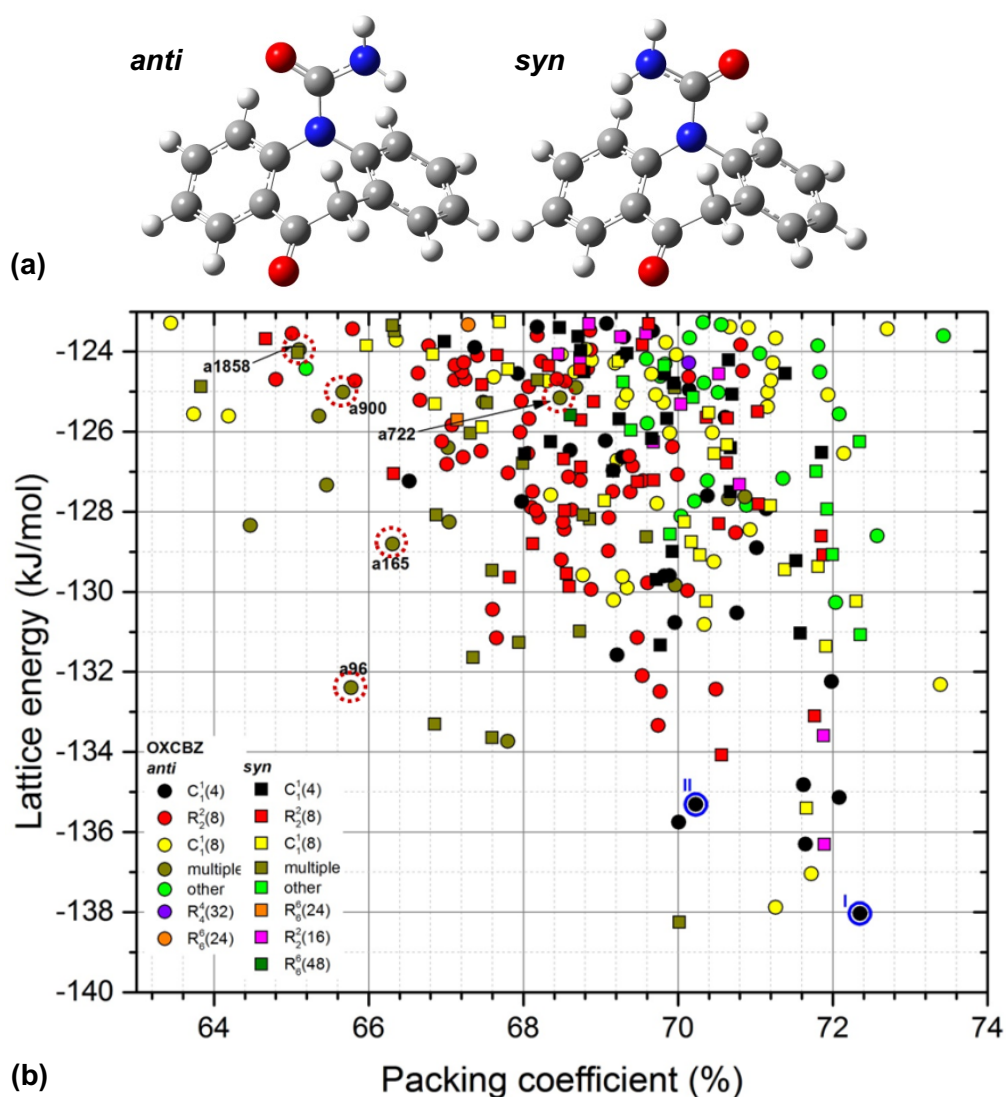 anti
syn
(a)
-124
-126
-128
-130
-132
-134
-136
-138
-140
Lattice energy (kJ/mol)
a1858
a900
a722
a165
a96
II
I
OXCBZ
anti
C¹₁(4)
R²₂(8)
C¹₁(8)
multiple
other
R⁴₄(32)
R⁶₆(24)
syn
C¹₁(4)
R²₂(8)
C¹₁(8)
multiple
other
R⁶₆(24)
R²₂(16)
R⁶₆(48)
64 66 68 70 72 74
(b)
Packing coefficient (%)